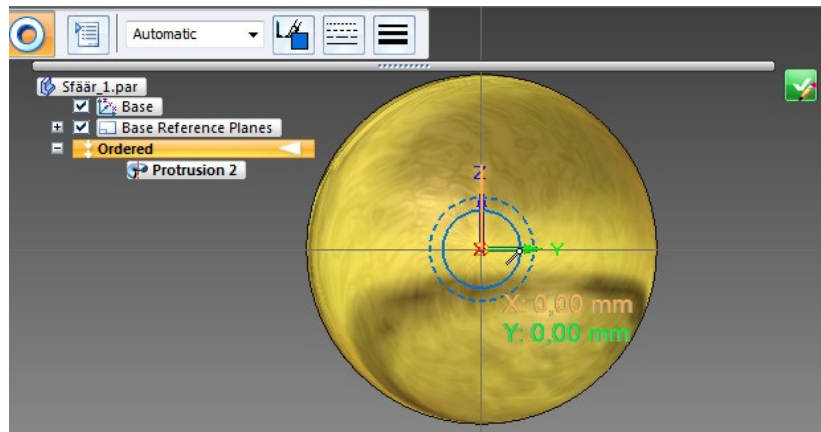 Automatic
Sfäär_1.par
Base
Base Reference Planes
Ordered
Protrusion 2
Z
X Y
X: 0,00 mm
Y: 0,00 mm